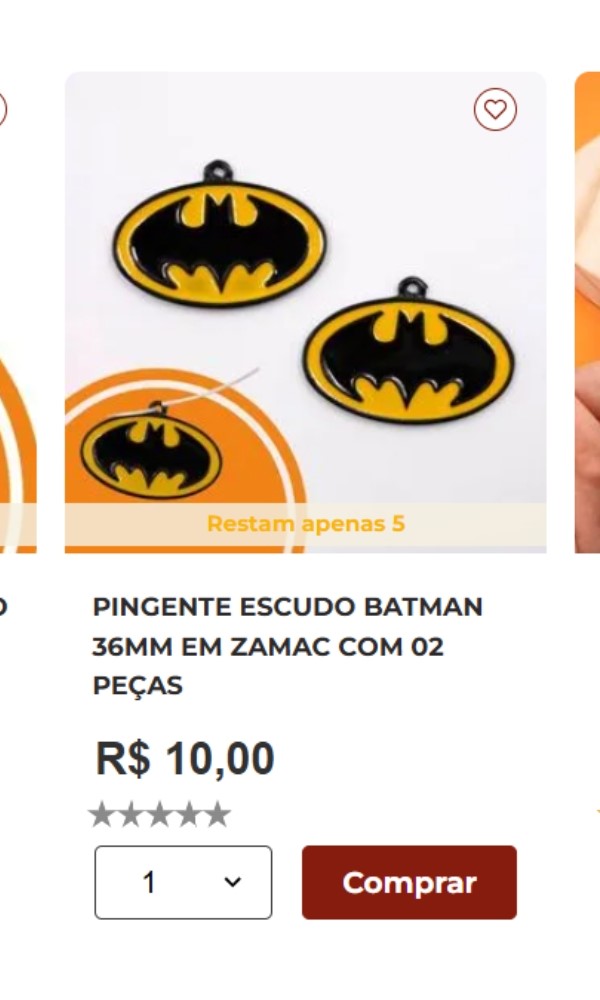 Restam apenas 5
PINGENTE ESCUDO BATMAN
36MM EM ZAMAC COM 02
PEÇAS
R$ 10,00
1
Comprar